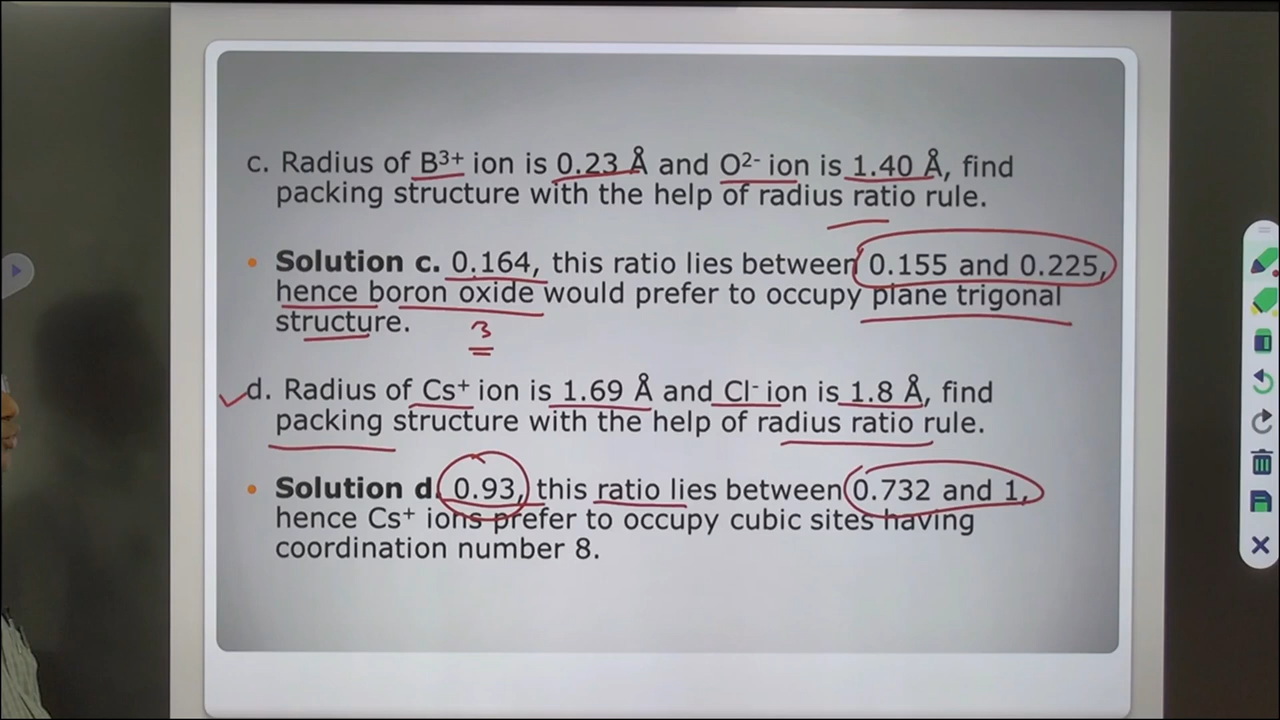 c. Radius of B³⁺ ion is 0.23 Å and O²⁻ ion is 1.40 Å, find
packing structure with the help of radius ratio rule.
• Solution c. 0.164, this ratio lies between 0.155 and 0.225,
hence boron oxide would prefer to occupy plane trigonal
structure.
3
d. Radius of Cs⁺ ion is 1.69 Å and Cl⁻ ion is 1.8 Å, find
packing structure with the help of radius ratio rule.
• Solution d. 0.93, this ratio lies between 0.732 and 1,
hence Cs⁺ ions prefer to occupy cubic sites having
coordination number 8.